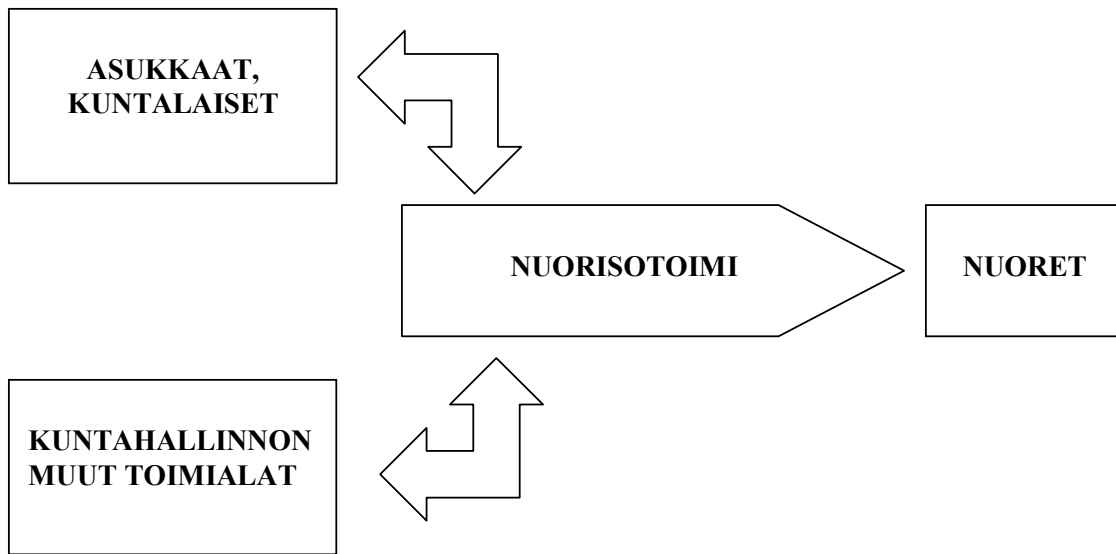 ASUKKAAT,
KUNTALAISET
NUORISOTOIMI
NUORET
KUNTAHALLINNON
MUUT TOIMIALAT